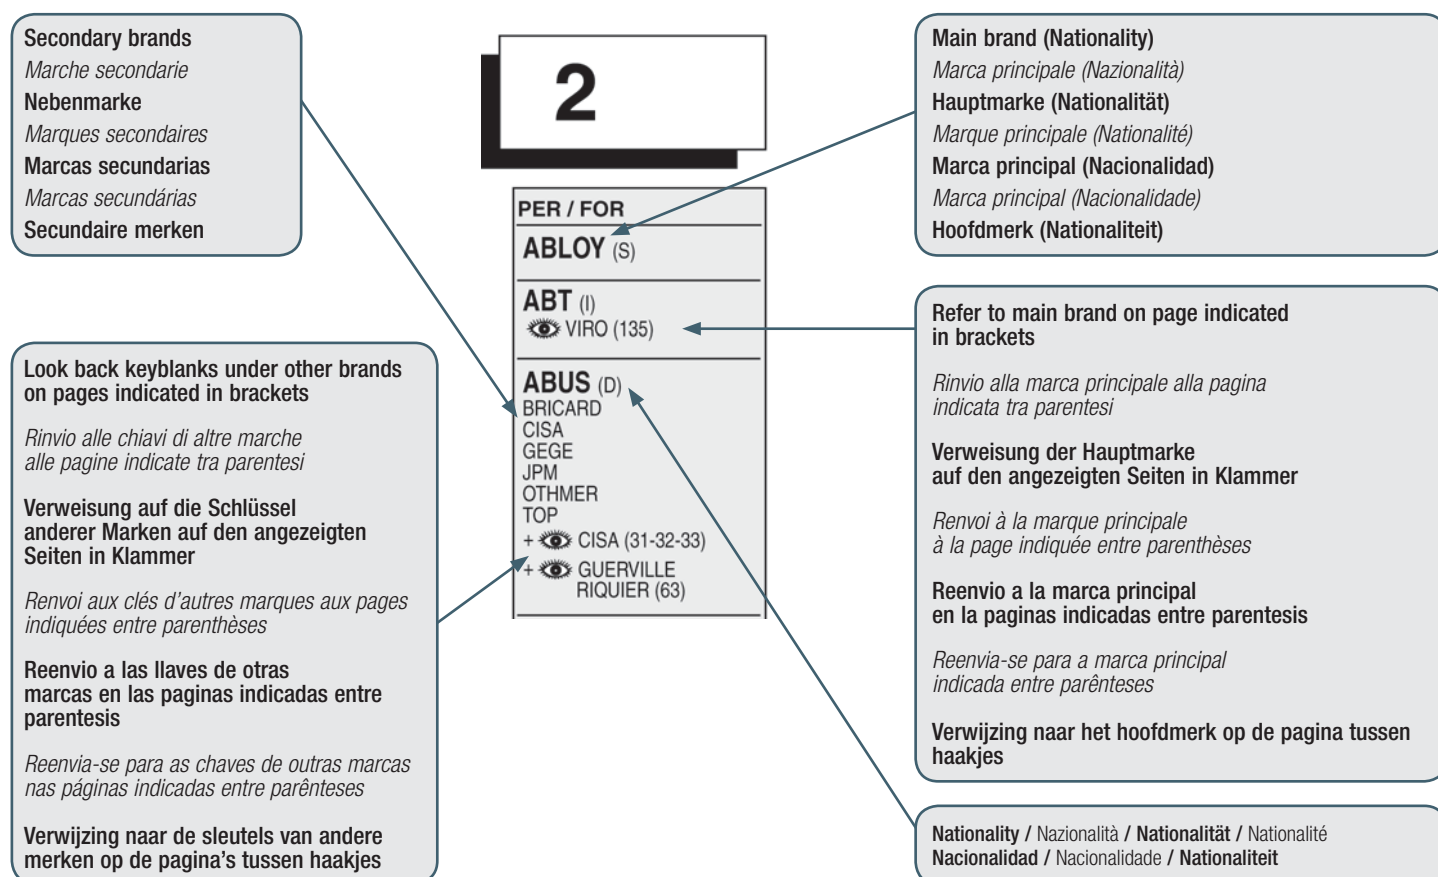 Secondary brands
Marche secondarie
Nebenmarke
Marques secondaires
Marcas secundarias
Marcas secundárias
Secundaire merken
2
PER / FOR
ABLOY (S)
ABT (I)
VIRO (135)
ABUS (D)
BRICARD
CISA
GEGE
JPM
OTHMER
TOP
+ CISA (31-32-33)
+ GUERVILLE
RIQUIER (63)
Main brand (Nationality)
Marca principale (Nazionalità)
Hauptmarke (Nationalität)
Marque principale (Nationalité)
Marca principal (Nacionalidad)
Marca principal (Nacionalidade)
Hoofdmerk (Nationaliteit)
Look back keyblanks under other brands
on pages indicated in brackets
Rinvio alle chiavi di altre marche
alle pagine indicate tra parentesi
Verweisung auf die Schlüssel
anderer Marken auf den angezeigten
Seiten in Klammer
Renvoi aux clés d'autres marques aux pages
indiquées entre parenthèses
Reenvio a las llaves de otras
marcas en las paginas indicadas entre
parentesis
Reenvia-se para as chaves de outras marcas
nas páginas indicadas entre parênteses
Verwijzing naar de sleutels van andere
merken op de pagina's tussen haakjes
Refer to main brand on page indicated
in brackets
Rinvio alla marca principale alla pagina
indicata tra parentesi
Verweisung der Hauptmarke
auf den angezeigten Seiten in Klammer
Renvoi à la marque principale
à la page indiquée entre parenthèses
Reenvio a la marca principal
en la paginas indicadas entre parentesis
Reenvia-se para a marca principal
indicada entre parênteses
Verwijzing naar het hoofdmerk op de pagina tussen
haakjes
Nationality / Nazionalità / Nationalität / Nationalité
Nacionalidad / Nacionalidade / Nationaliteit